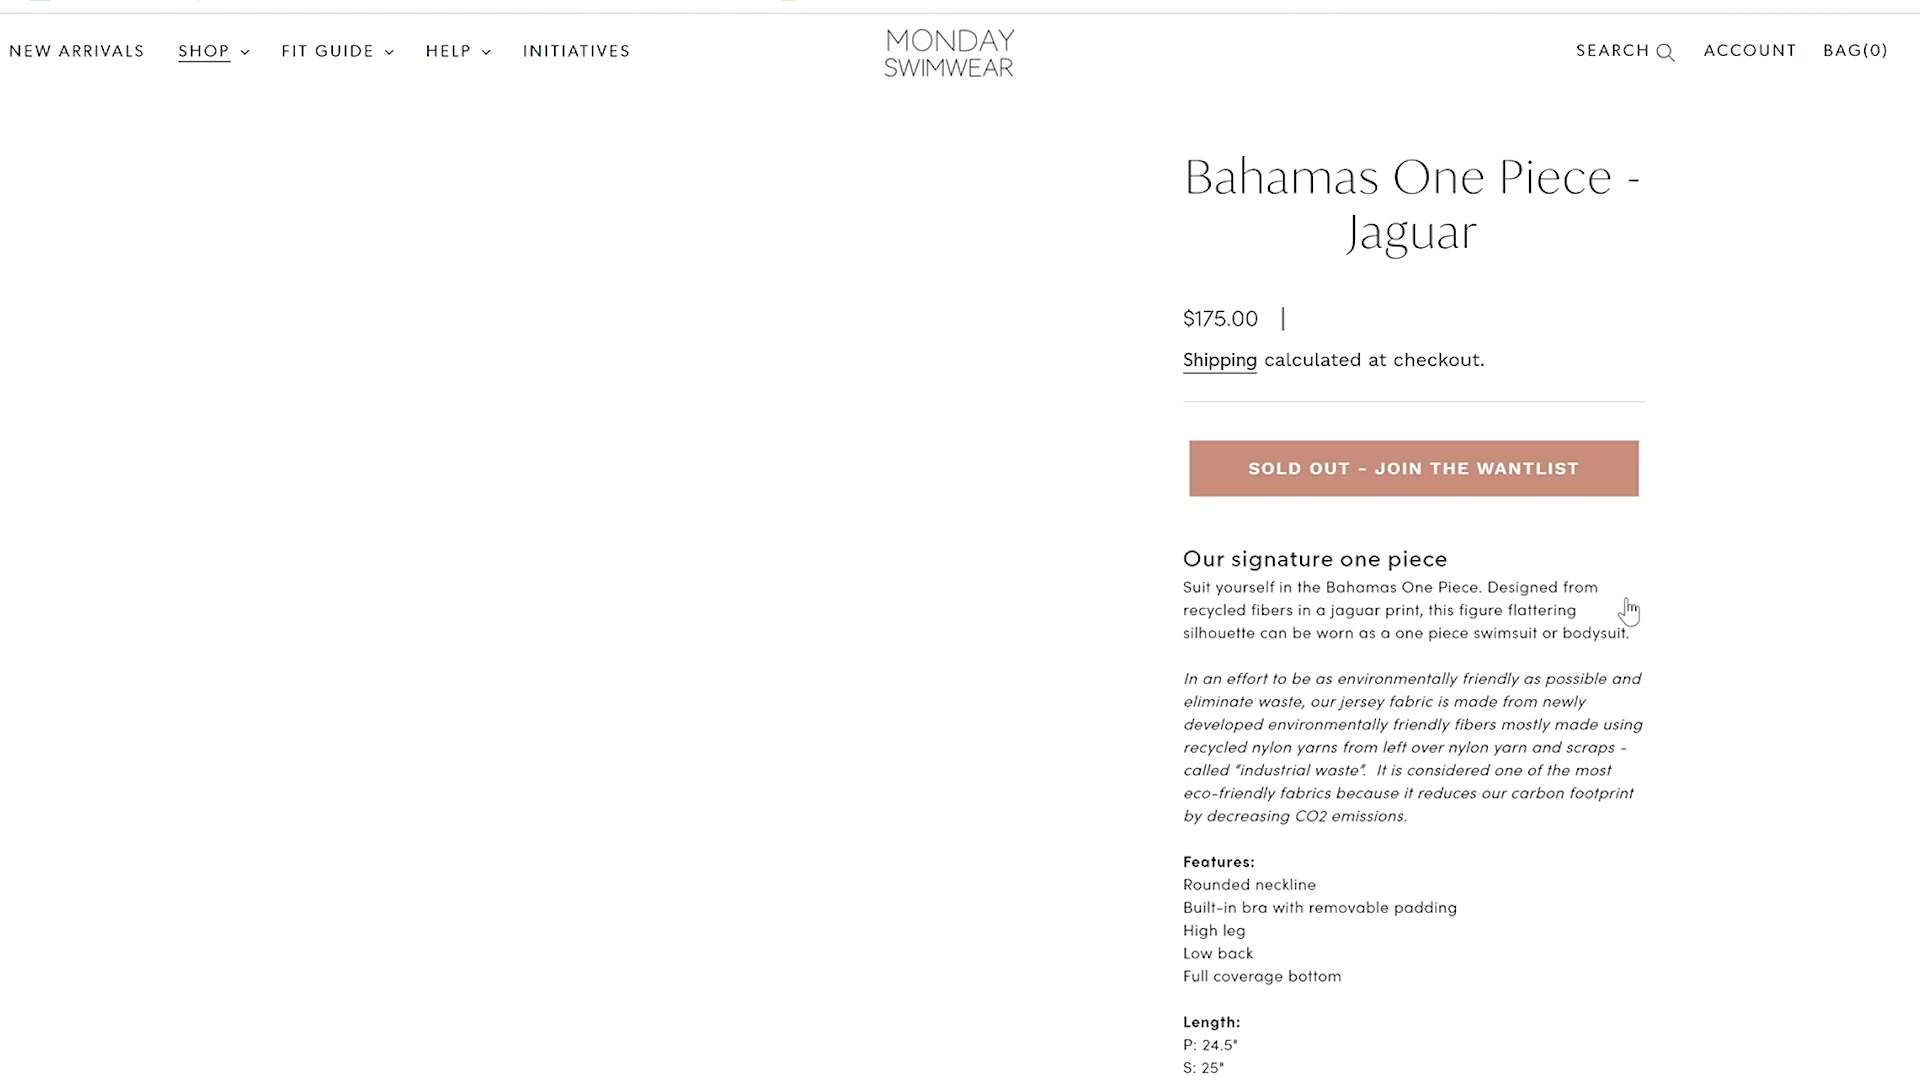 NEW ARRIVALS SHOP FIT GUIDE HELP INITIATIVES
MONDAY
SWIMWEAR
SEARCH ACCOUNT BAG(0)
Bahamas One Piece -
Jaguar
$175.00 |
Shipping calculated at checkout.
SOLD OUT - JOIN THE WANTLIST
Our signature one piece
Suit yourself in the Bahamas One Piece. Designed from
recycled fibers in a jaguar print, this figure flattering
silhouette can be worn as a one piece swimsuit or bodysuit.
In an effort to be as environmentally friendly as possible and
eliminate waste, our jersey fabric is made from newly
developed environmentally friendly fibers mostly made using
recycled nylon yarns from left over nylon yarn and scraps -
called “industrial waste”. It is considered one of the most
eco-friendly fabrics because it reduces our carbon footprint
by decreasing CO2 emissions.
Features:
Rounded neckline
Built-in bra with removable padding
High leg
Low back
Full coverage bottom
Length:
P: 24.5"
S: 25"